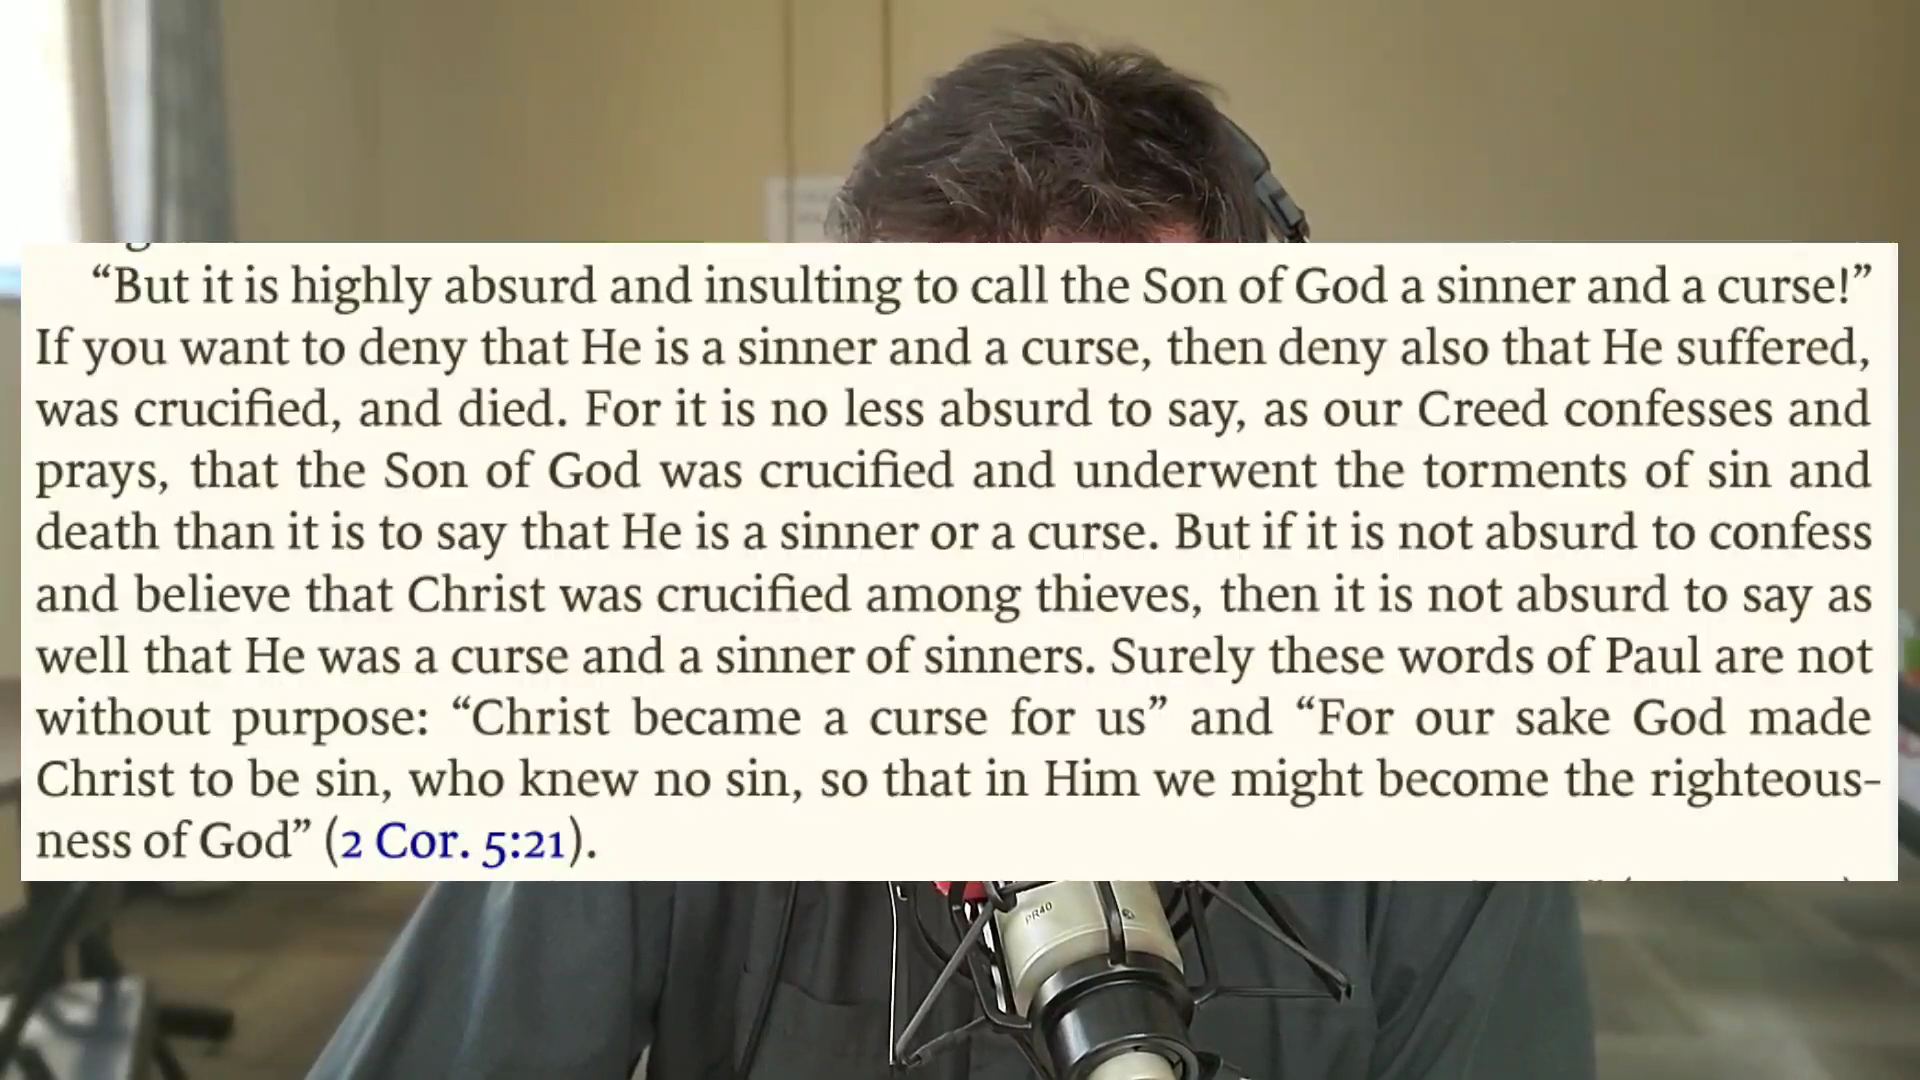 “But it is highly absurd and insulting to call the Son of God a sinner and a curse!”
If you want to deny that He is a sinner and a curse, then deny also that He suffered,
was crucified, and died. For it is no less absurd to say, as our Creed confesses and
prays, that the Son of God was crucified and underwent the torments of sin and
death than it is to say that He is a sinner or a curse. But if it is not absurd to confess
and believe that Christ was crucified among thieves, then it is not absurd to say as
well that He was a curse and a sinner of sinners. Surely these words of Paul are not
without purpose: “Christ became a curse for us” and “For our sake God made
Christ to be sin, who knew no sin, so that in Him we might become the righteous-
ness of God” (2 Cor. 5:21).
PR40